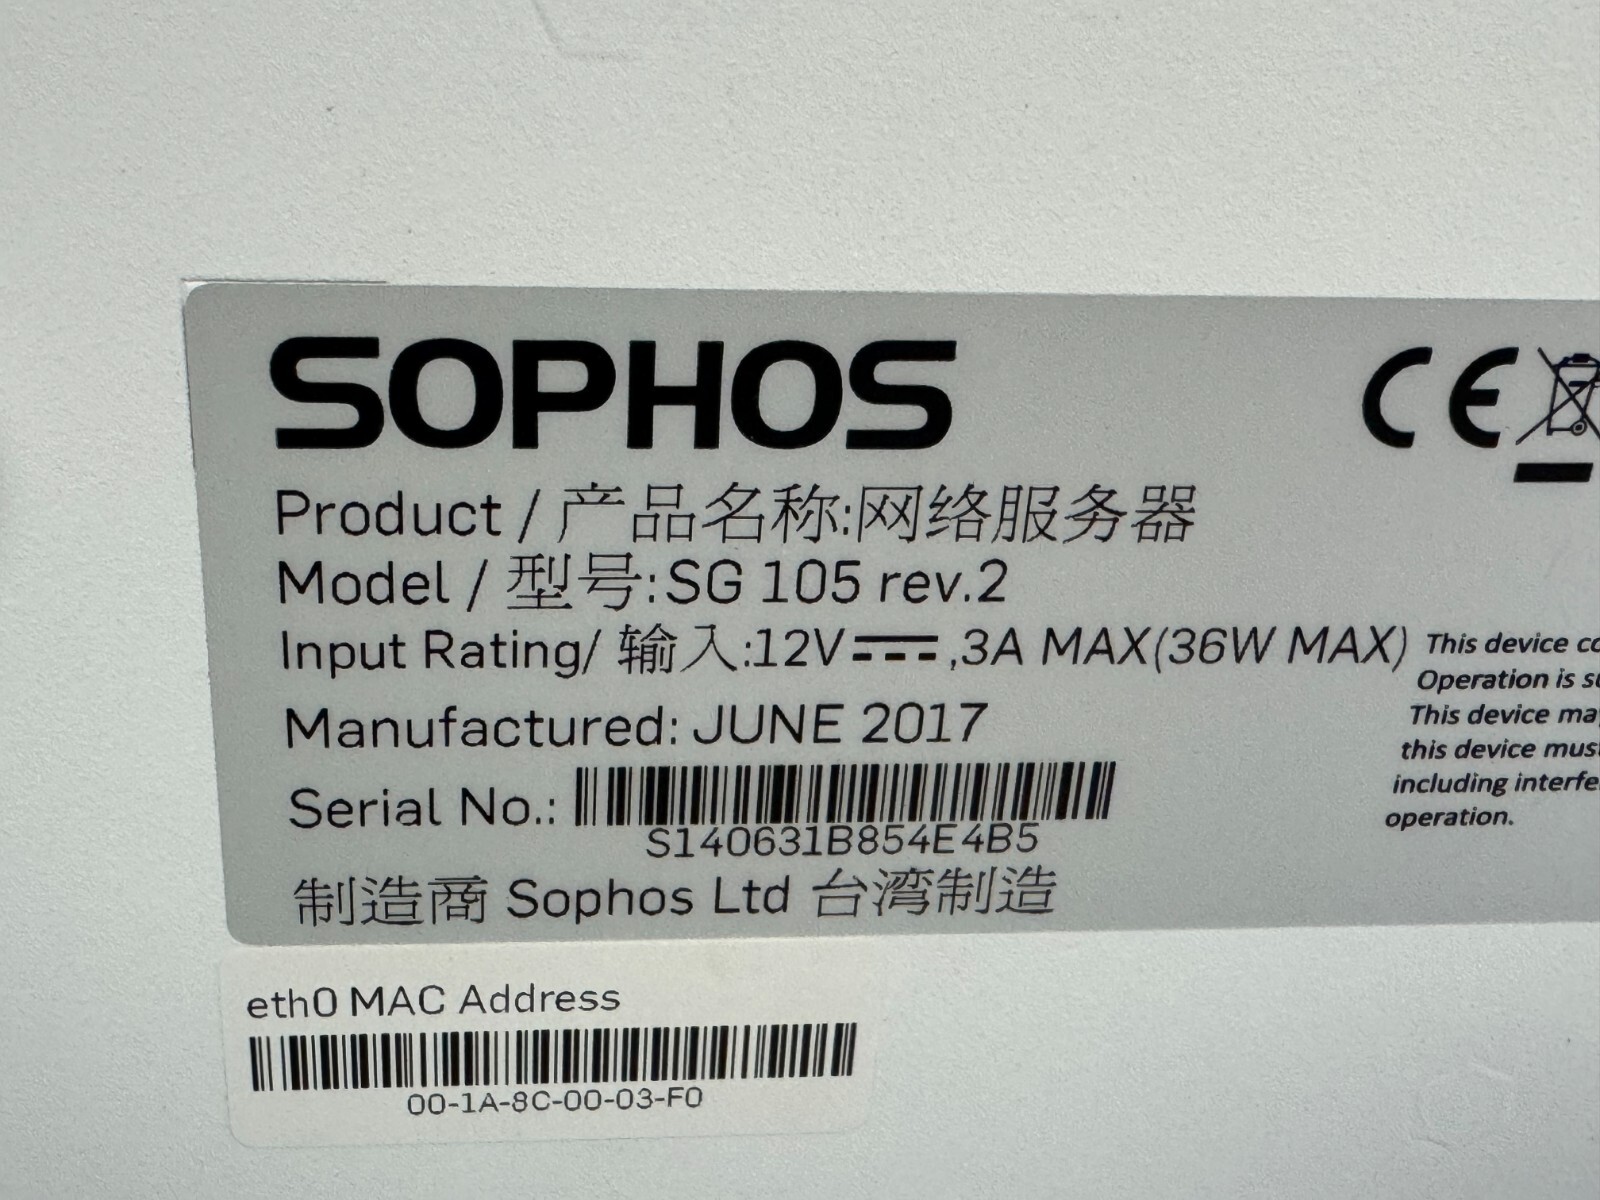 SOPHOS
CE
Product / 产品名称:网络服务器
Model / 型号:SG 105 rev.2
Input Rating/ 输入:12V⎓,3A MAX(36W MAX)
Manufactured: JUNE 2017
Serial No.:
S140631B854E4B5
制造商 Sophos Ltd 台湾制造
This device
Operation is
This device
this device
including
operation.
eth0 MAC Address
00-1A-8C-00-03-F0